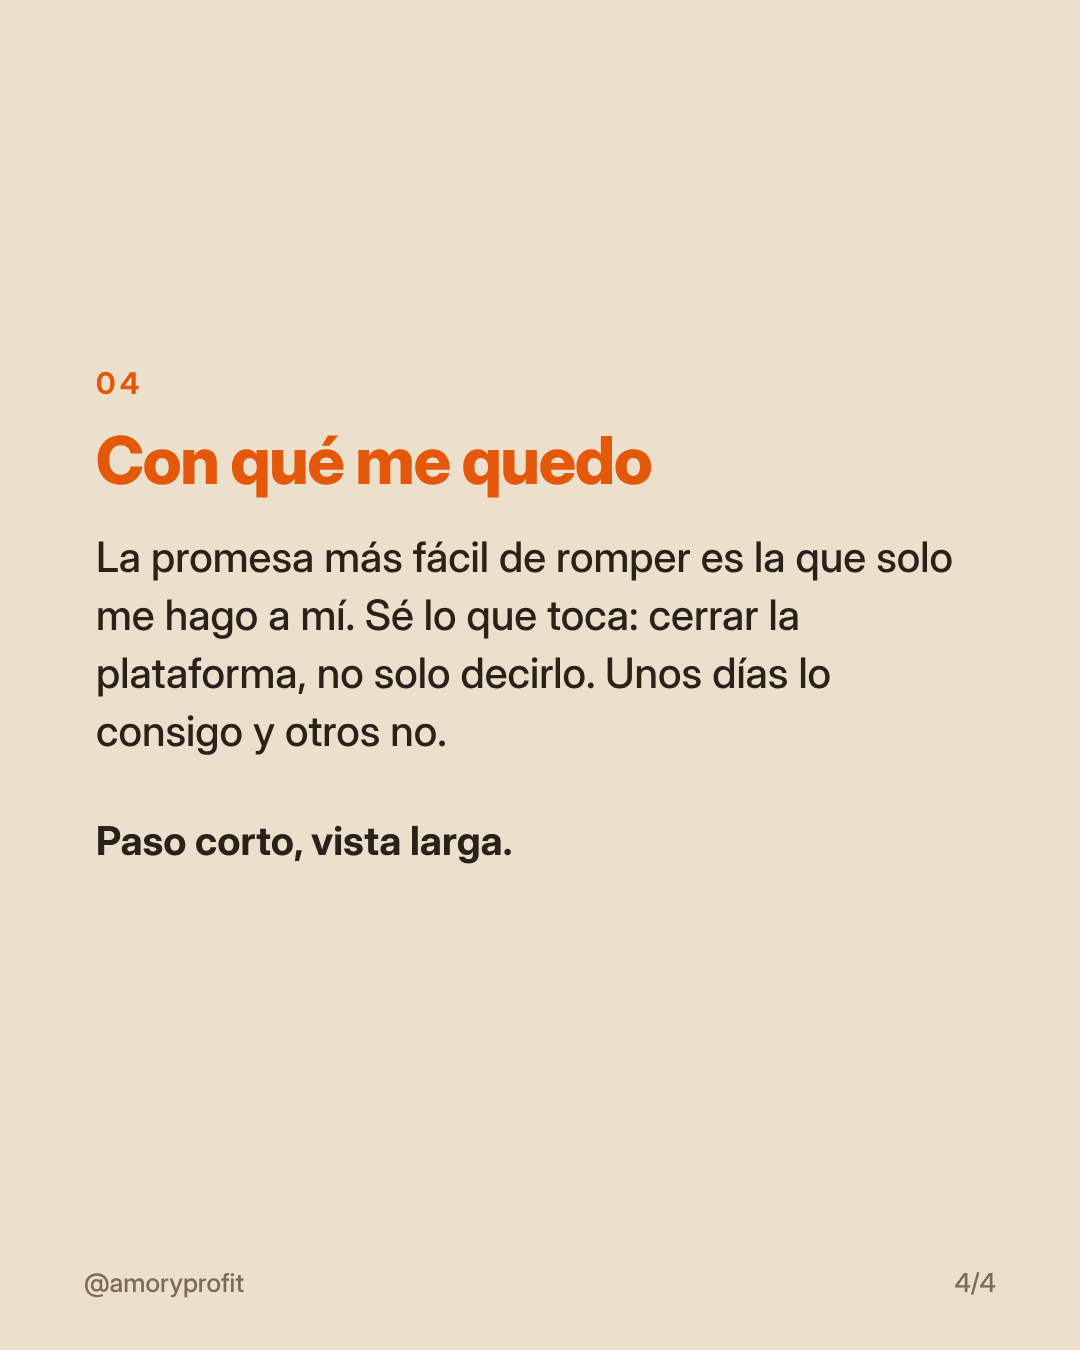 04
Con qué me quedo
La promesa más fácil de romper es la que solo
me hago a mí. Sé lo que toca: cerrar la
plataforma, no solo decirlo. Unos días lo
consigo y otros no.
Paso corto, vista larga.
@amoryprofit
4/4